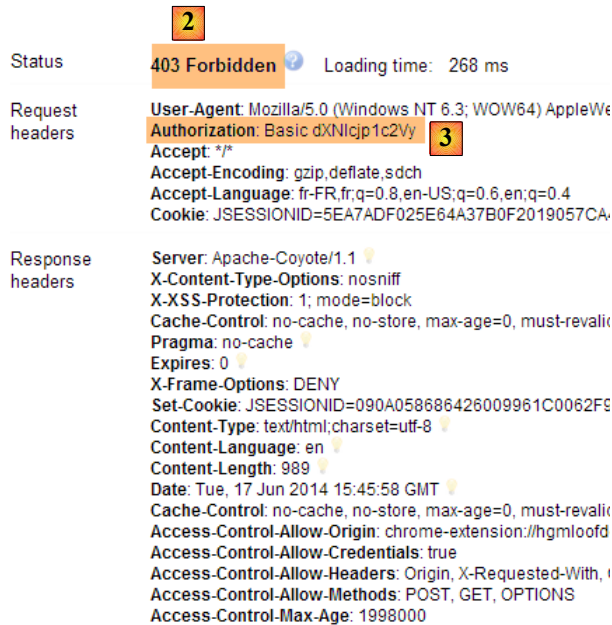 2
Status 403 Forbidden ? Loading time: 268 ms
Request headers
User-Agent: Mozilla/5.0 (Windows NT 6.3; WOW64) AppleWe
Authorization: Basic dXNlcjp1c2Vy 3
Accept: */*
Accept-Encoding: gzip,deflate,sdch
Accept-Language: fr-FR,fr;q=0.8,en-US;q=0.6,en;q=0.4
Cookie: JSESSIONID=5EA7ADF025E64A37B0F2019057CA4
Response headers
Server: Apache-Coyote/1.1
X-Content-Type-Options: nosniff
X-XSS-Protection: 1; mode=block
Cache-Control: no-cache, no-store, max-age=0, must-revalid
Pragma: no-cache
Expires: 0
X-Frame-Options: DENY
Set-Cookie: JSESSIONID=090A058686426009961C0062F9
Content-Type: text/html;charset=utf-8
Content-Language: en
Content-Length: 989
Date: Tue, 17 Jun 2014 15:45:58 GMT
Cache-Control: no-cache, no-store, max-age=0, must-revalid
Access-Control-Allow-Origin: chrome-extension://hgmloofd
Access-Control-Allow-Credentials: true
Access-Control-Allow-Headers: Origin, X-Requested-With,
Access-Control-Allow-Methods: POST, GET, OPTIONS
Access-Control-Max-Age: 1998000